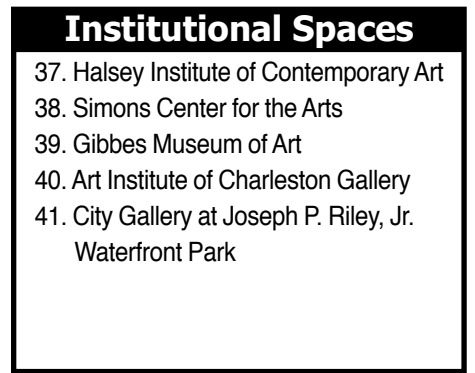 Institutional Spaces
37. Halsey Institute of Contemporary Art
38. Simons Center for the Arts
39. Gibbes Museum of Art
40. Art Institute of Charleston Gallery
41. City Gallery at Joseph P. Riley, Jr.
Waterfront Park